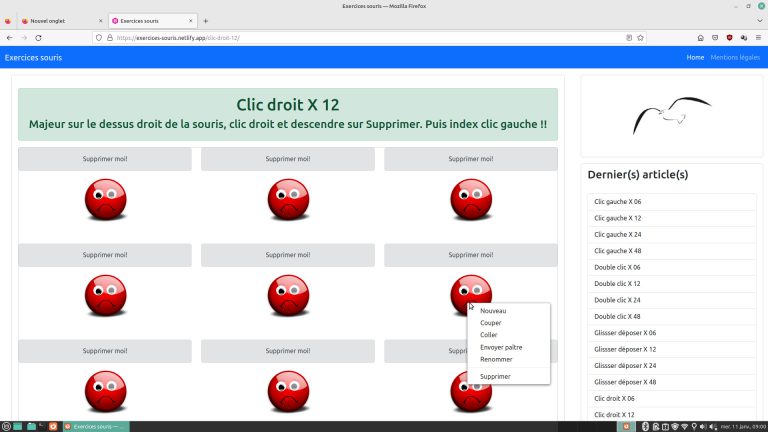 Exercices souris — Mozilla Firefox
Nouvel onglet
Exercices souris
https://exercices-souris.netlify.app/clic-droit-12/
Exercices souris
Home
Mentions légales
Clic droit X 12
Majeur sur le dessus droit de la souris, clic droit et descendre sur Supprimer. Puis index clic gauche !!
Supprimer moi!
Supprimer moi!
Supprimer moi!
Supprimer moi!
Supprimer moi!
Supprimer moi!
Supprimer moi!
Supprimer moi!
Nouveau
Couper
Coller
Envoyer paître
Renommer
Supprimer
Dernier(s) article(s)
Clic gauche X 06
Clic gauche X 12
Clic gauche X 24
Clic gauche X 48
Double clic X 06
Double clic X 12
Double clic X 24
Double clic X 48
Glissser déposer X 06
Glissser déposer X 12
Glissser déposer X 24
Glissser déposer X 48
Clic droit X 06
Clic droit X 12
Exercices souris — ...
mer. 11 janv., 09:00